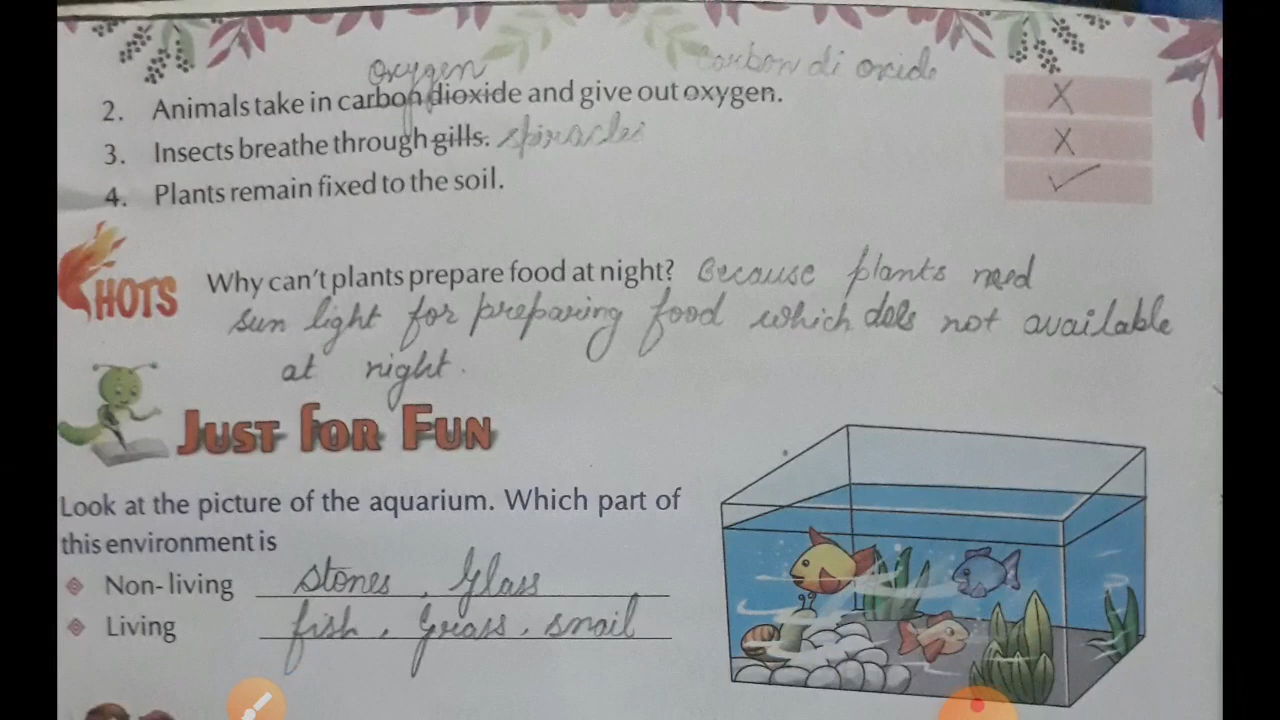 oxygen carbon di oxide
2. Animals take in carbon dioxide and give out oxygen. X
3. Insects breathe through gills. spiracles X
4. Plants remain fixed to the soil. ✓
HOTS Why can't plants prepare food at night? Because plants need
sun light for preparing food which does not available
at night.
JUST FOR FUN
Look at the picture of the aquarium. Which part of
this environment is
Non-living stones, Glass
Living fish, Grass, snail